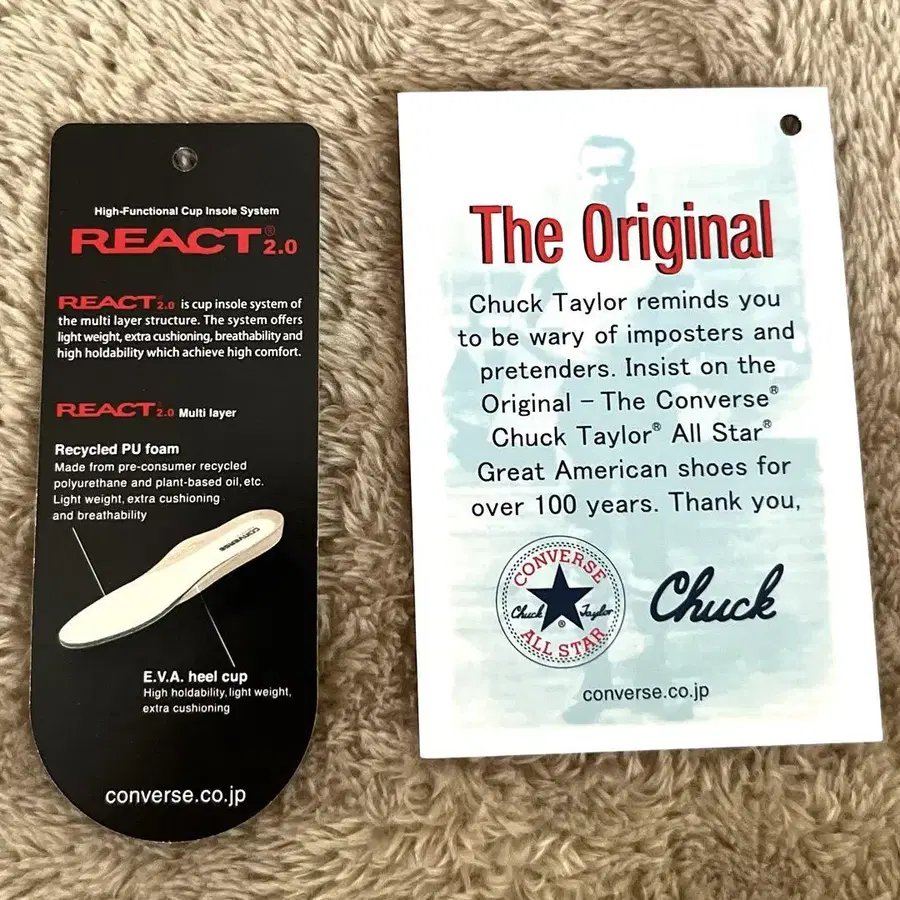 High-Functional Cup Insole System
REACT® 2.0
REACT 2.0 is cup insole system of
the multi layer structure. The system offers
light weight, extra cushioning, breathability and
high holdability which achieve high comfort.
REACT 2.0 Multi layer
Recycled PU foam
Made from pre-consumer recycled
polyurethane and plant-based oil, etc.
Light weight, extra cushioning
and breathability
CONVERSE
E.V.A. heel cup
High holdability, light weight,
extra cushioning
converse.co.jp
The Original
Chuck Taylor reminds you
to be wary of imposters and
pretenders. Insist on the
Original – The Converse®
Chuck Taylor® All Star®
Great American shoes for
over 100 years. Thank you,
CONVERSE
Chuck Taylor
®
ALL STAR
Chuck
converse.co.jp